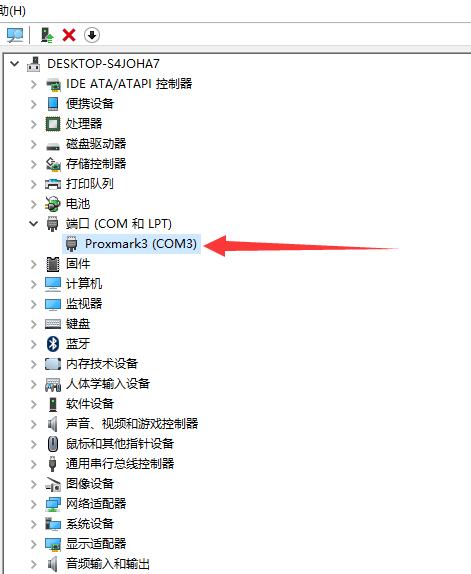 助(H)
DESKTOP-S4JOHA7
IDE ATA/ATAPI 控制器
便携设备
处理器
磁盘驱动器
存储控制器
打印队列
电池
端口 (COM 和 LPT)
Proxmark3 (COM3)
固件
计算机
监视器
键盘
蓝牙
内存技术设备
人体学输入设备
软件设备
声音、视频和游戏控制器
鼠标和其他指针设备
通用串行总线控制器
图像设备
网络适配器
系统设备
显示适配器
音频输入和输出